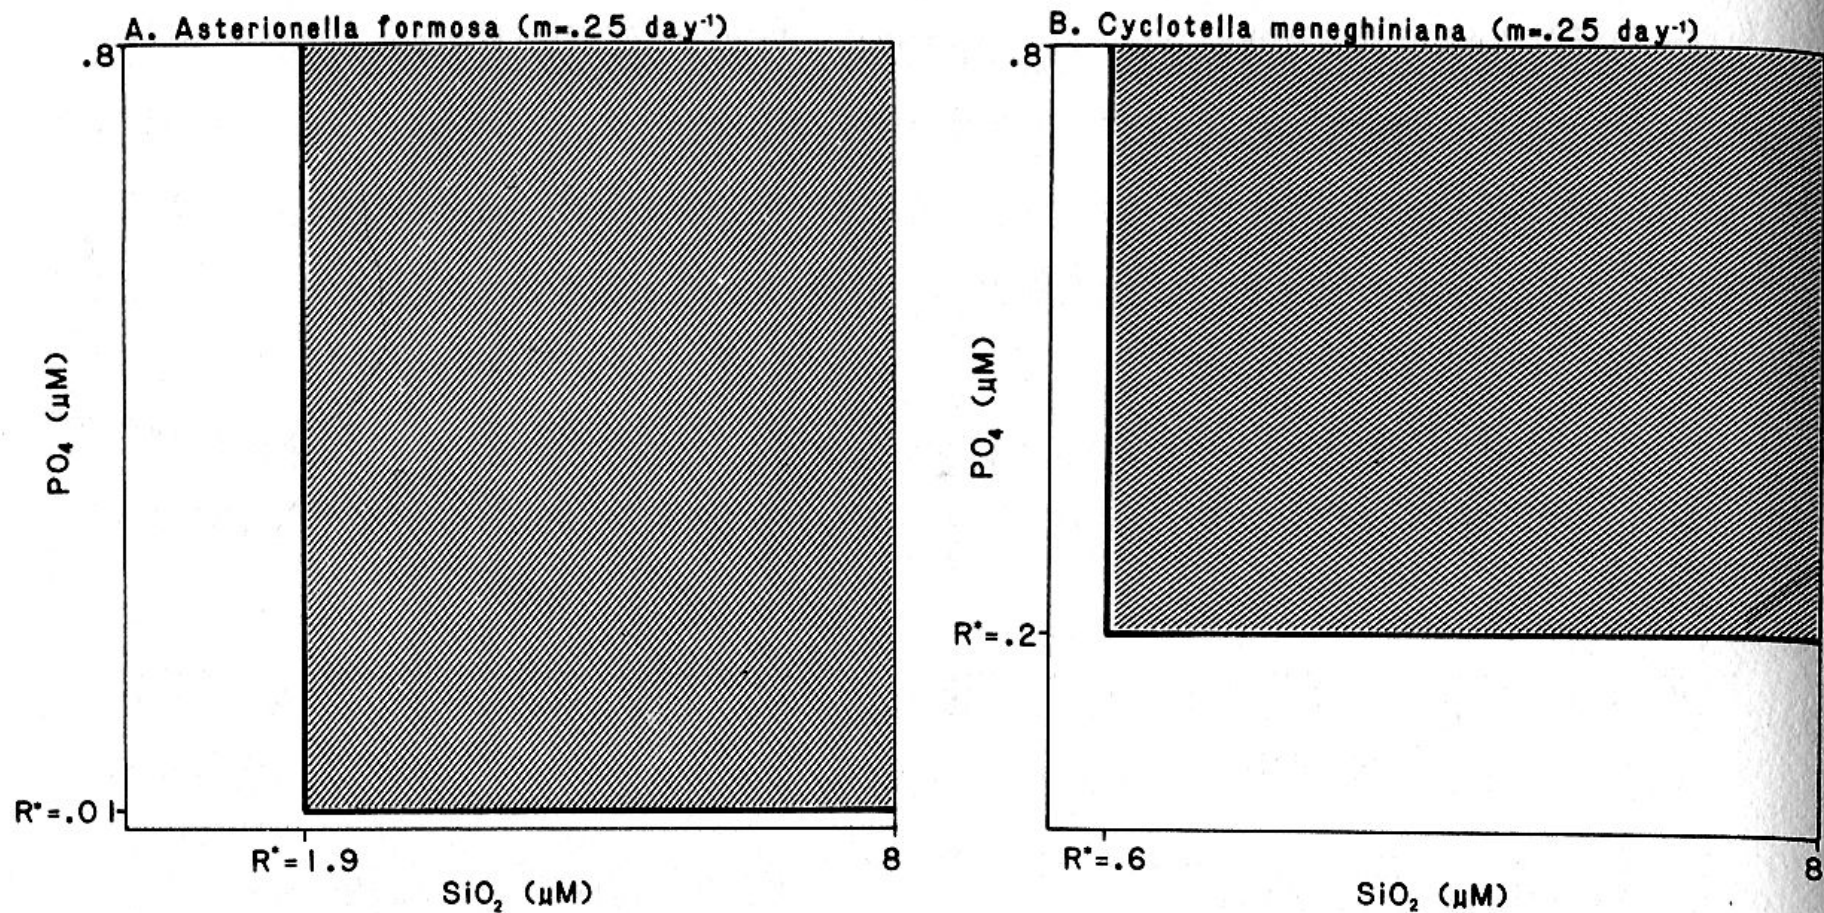 A. Asterionella formosa (m=.25 day⁻¹)
.8
PO₄ (µM)
R*=.01
R*=1.9
8
SiO₂ (µM)
B. Cyclotella meneghiniana (m=.25 day⁻¹)
.8
PO₄ (µM)
R*=.2
R*=.6
8
SiO₂ (µM)